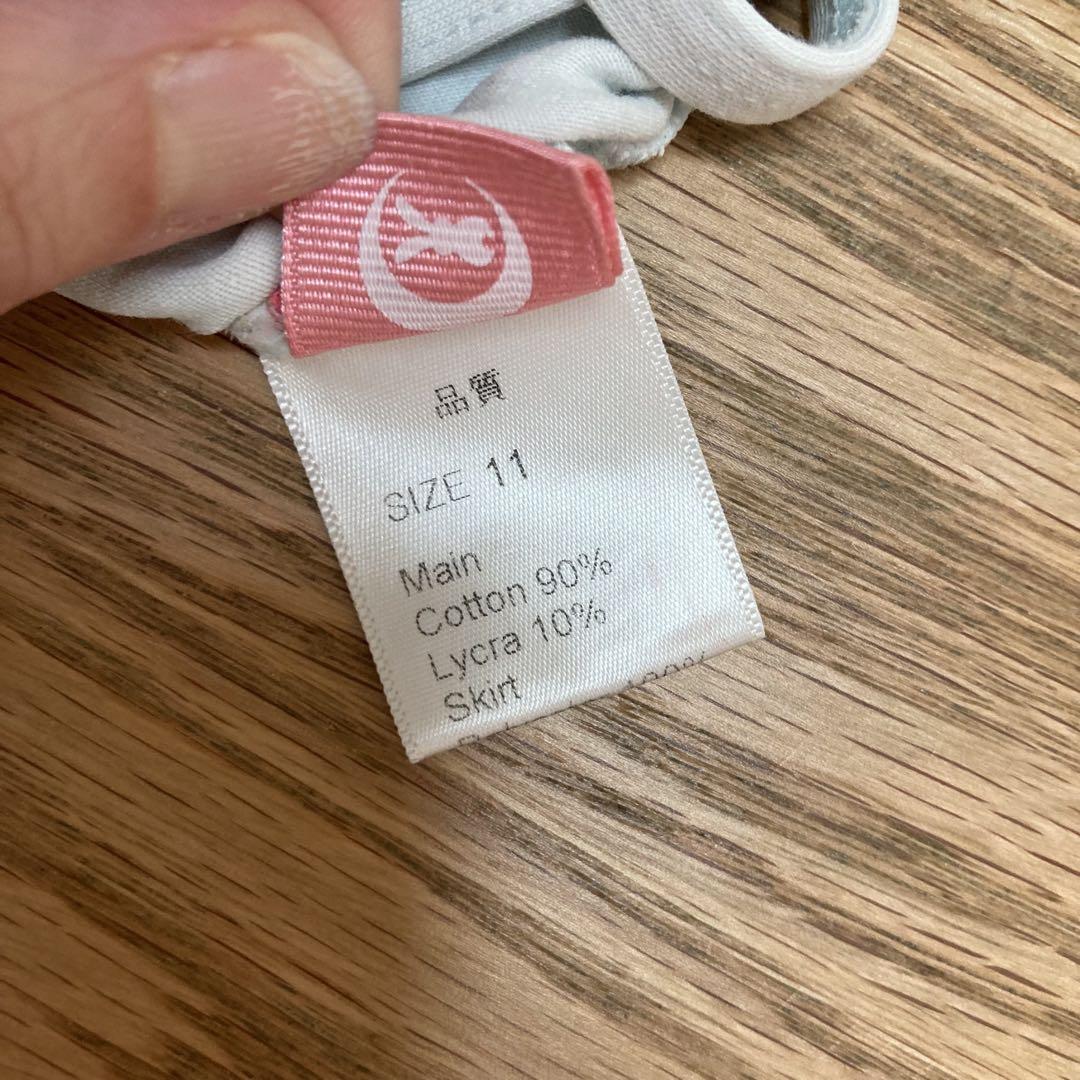 品質
SIZE 11
Main
Cotton 90%
Lycra 10%
Skirt